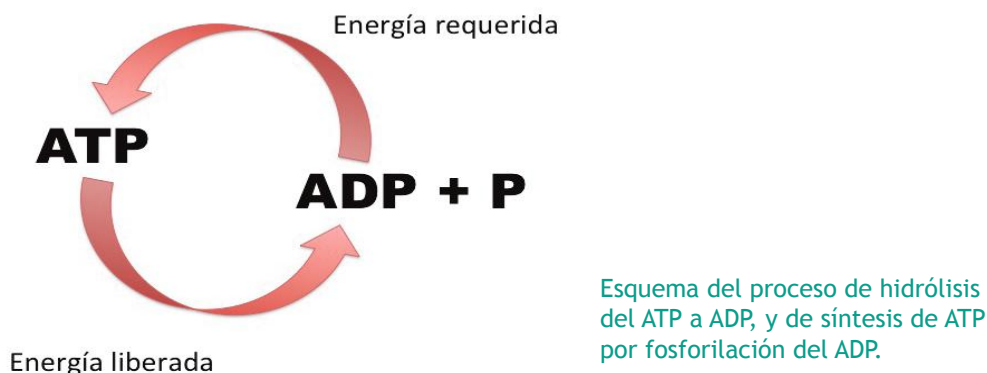 Energía requerida
ATP
ADP + P
Esquema del proceso de hidrólisis
del ATP a ADP, y de síntesis de ATP
por fosforilación del ADP.
Energía liberada